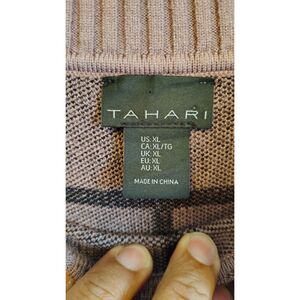 TAHARI
US: XL
CA: XL/TG
UK: XL
EU: XL
AU: XL
MADE IN CHINA